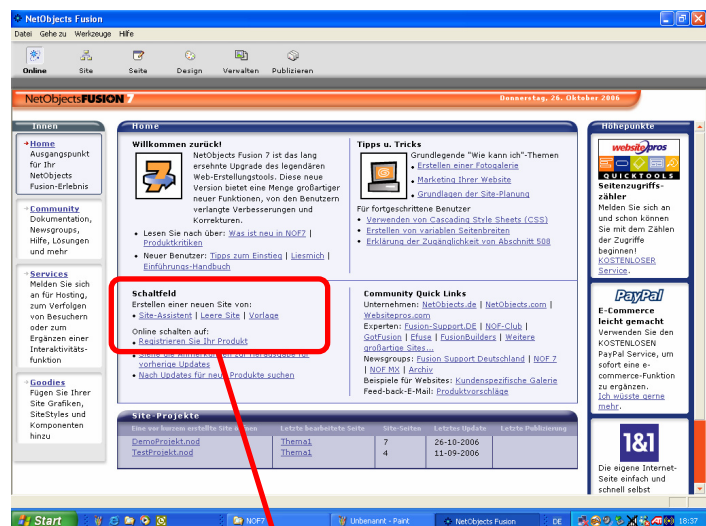 NetObjects Fusion
Datei Gehe zu Werkzeuge Hilfe
Online Site Seite Design Verwalten Publizieren
NetObjects FUSION 7
Donnerstag, 26. Oktober 2006
Innen
Home
Ausgangspunkt
für Ihr
NetObjects
Fusion-Erlebnis
Community
Dokumentation,
Newsgroups,
Hilfe, Lösungen
und mehr
Services
Melden Sie sich
an für Hosting,
zum Verfolgen
von Besuchern
oder zum
Ergänzen einer
Interaktivitäts-
funktion
Goodies
Fügen Sie Ihrer
Site Grafiken,
SiteStyles und
Komponenten
hinzu
Home
Willkommen zurück!
NetObjects Fusion 7 ist das lang
ersehnte Upgrade des legendären
Web-Erstellungstools. Diese neue
Version bietet eine Menge großartiger
neuer Funktionen, von den Benutzern
verlangte Verbesserungen und
Korrekturen.
• Lesen Sie nach über: Was ist neu in NOF7 |
Produktkritiken
• Neuer Benutzer: Tipps zum Einstieg | Liesmich |
Einführungs-Handbuch
Tipps u. Tricks
Grundlegende "Wie kann ich"-Themen
• Erstellen einer Fotogalerie
• Marketing Ihrer Website
• Grundlagen der Site-Planung
Für fortgeschrittene Benutzer
• Verwenden von Cascading Style Sheets (CSS)
• Erstellen von variablen Seitenbreiten
• Erklärung der Zugänglichkeit von Abschnitt 508
Schaltfeld
Erstellen einer neuen Site von:
• Site-Assistent | Leere Site | Vorlage
Online schalten auf:
• Registrieren Sie Ihr Produkt
vorherige Updates
• Nach Updates für neue Produkte suchen
Community Quick Links
Unternehmen: NetObjects.de | NetObjects.com |
Websitepros.com
Experten: Fusion-Support.DE | NOF-Club |
GotFusion | Efuse | FusionBuilders | Weitere
großartige Sites...
Newsgroups: Fusion Support Deutschland | NOF 7
| NOF MX | Archiv
Beispiele für Websites: Kundenspezifische Galerie
Feed-back-E-Mail: Produktvorschläge
Site-Projekte
Eine vor kurzem erstellte Site öffnen Letzte bearbeitete Seite Site-Seiten Letztes Update Letzte Publizierung
DemoProjekt.nod Thema1 7 26-10-2006
TestProjekt.nod Thema1 4 11-09-2006
Höhepunkte
websitepros
QUICKTOOLS
Seitenzugriffs-
zähler
Melden Sie sich an
und schon können
Sie mit dem Zählen
der Zugriffe
beginnen!
KOSTENLOSER
Service.
PayPal
E-Commerce
leicht gemacht
Verwenden Sie den
KOSTENLOSEN
PayPal Service, um
sofort eine e-
commerce-Funktion
zu ergänzen.
Ich wüsste gerne
mehr.
1&1
Die eigene Internet-
Seite einfach und
schnell selbst
Start NOF7 Unbenannt - Paint NetObjects Fusion DE 18:37